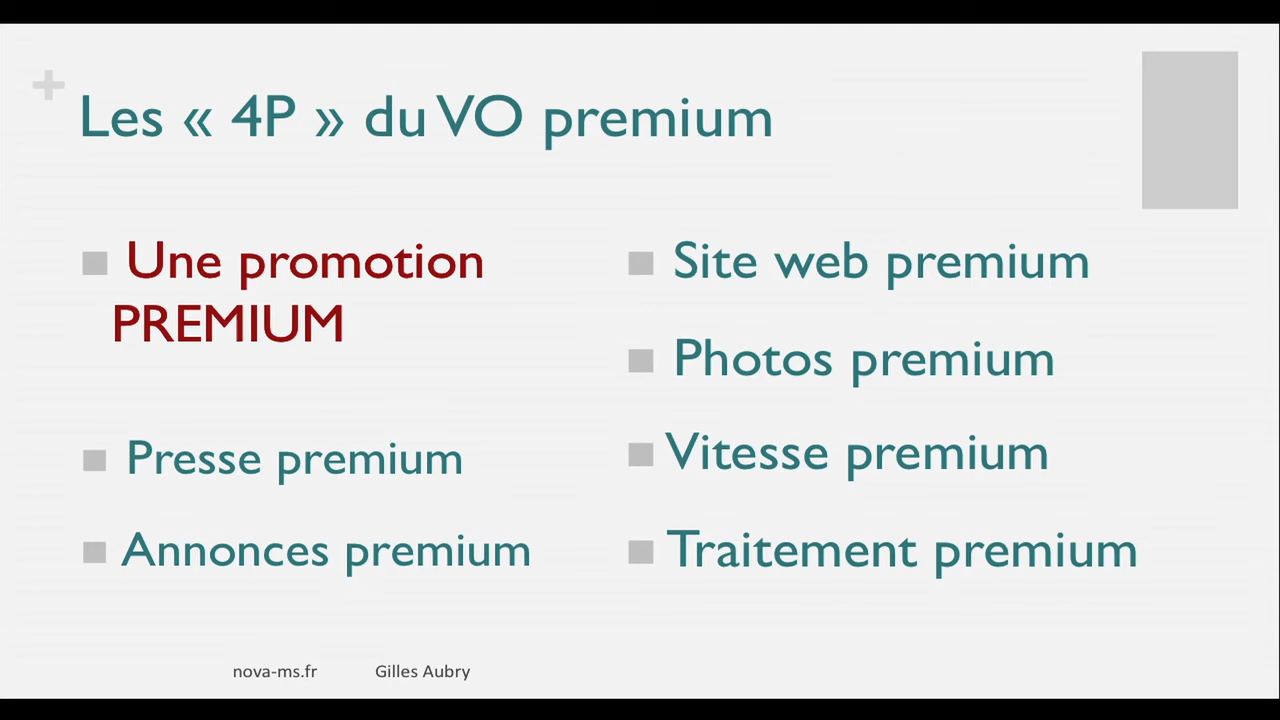 Les « 4P » du VO premium
Une promotion
PREMIUM
Presse premium
Annonces premium
Site web premium
Photos premium
Vitesse premium
Traitement premium
nova-ms.fr Gilles Aubry